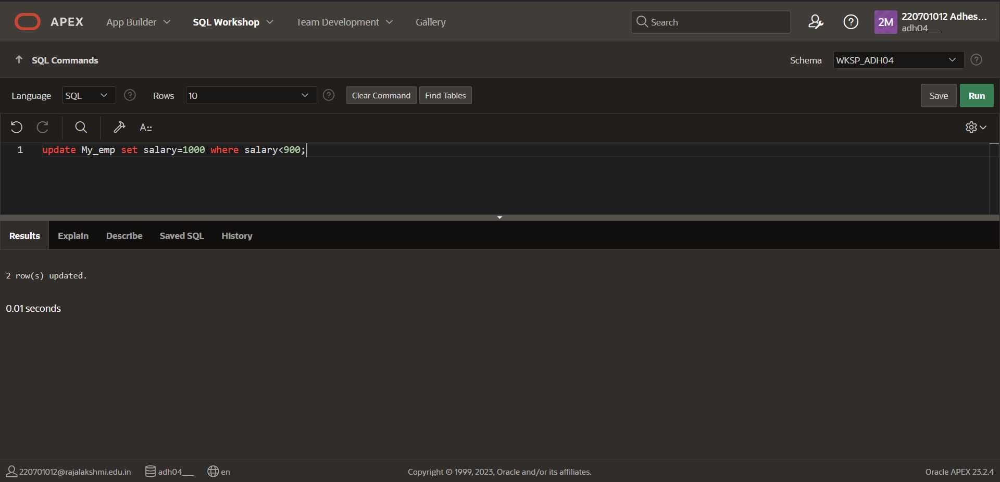 APEX App Builder SQL Workshop Team Development Gallery Search 2M 220701012 Adhes...
adh04___
SQL Commands Schema WKSP_ADH04
Language SQL Rows 10 Clear Command Find Tables Save Run
A::
1 update My_emp set salary=1000 where salary<900;
Results Explain Describe Saved SQL History
2 row(s) updated.
0.01 seconds
220701012@rajalakshmi.edu.in adh04___ en Copyright © 1999, 2023, Oracle and/or its affiliates. Oracle APEX 23.2.4